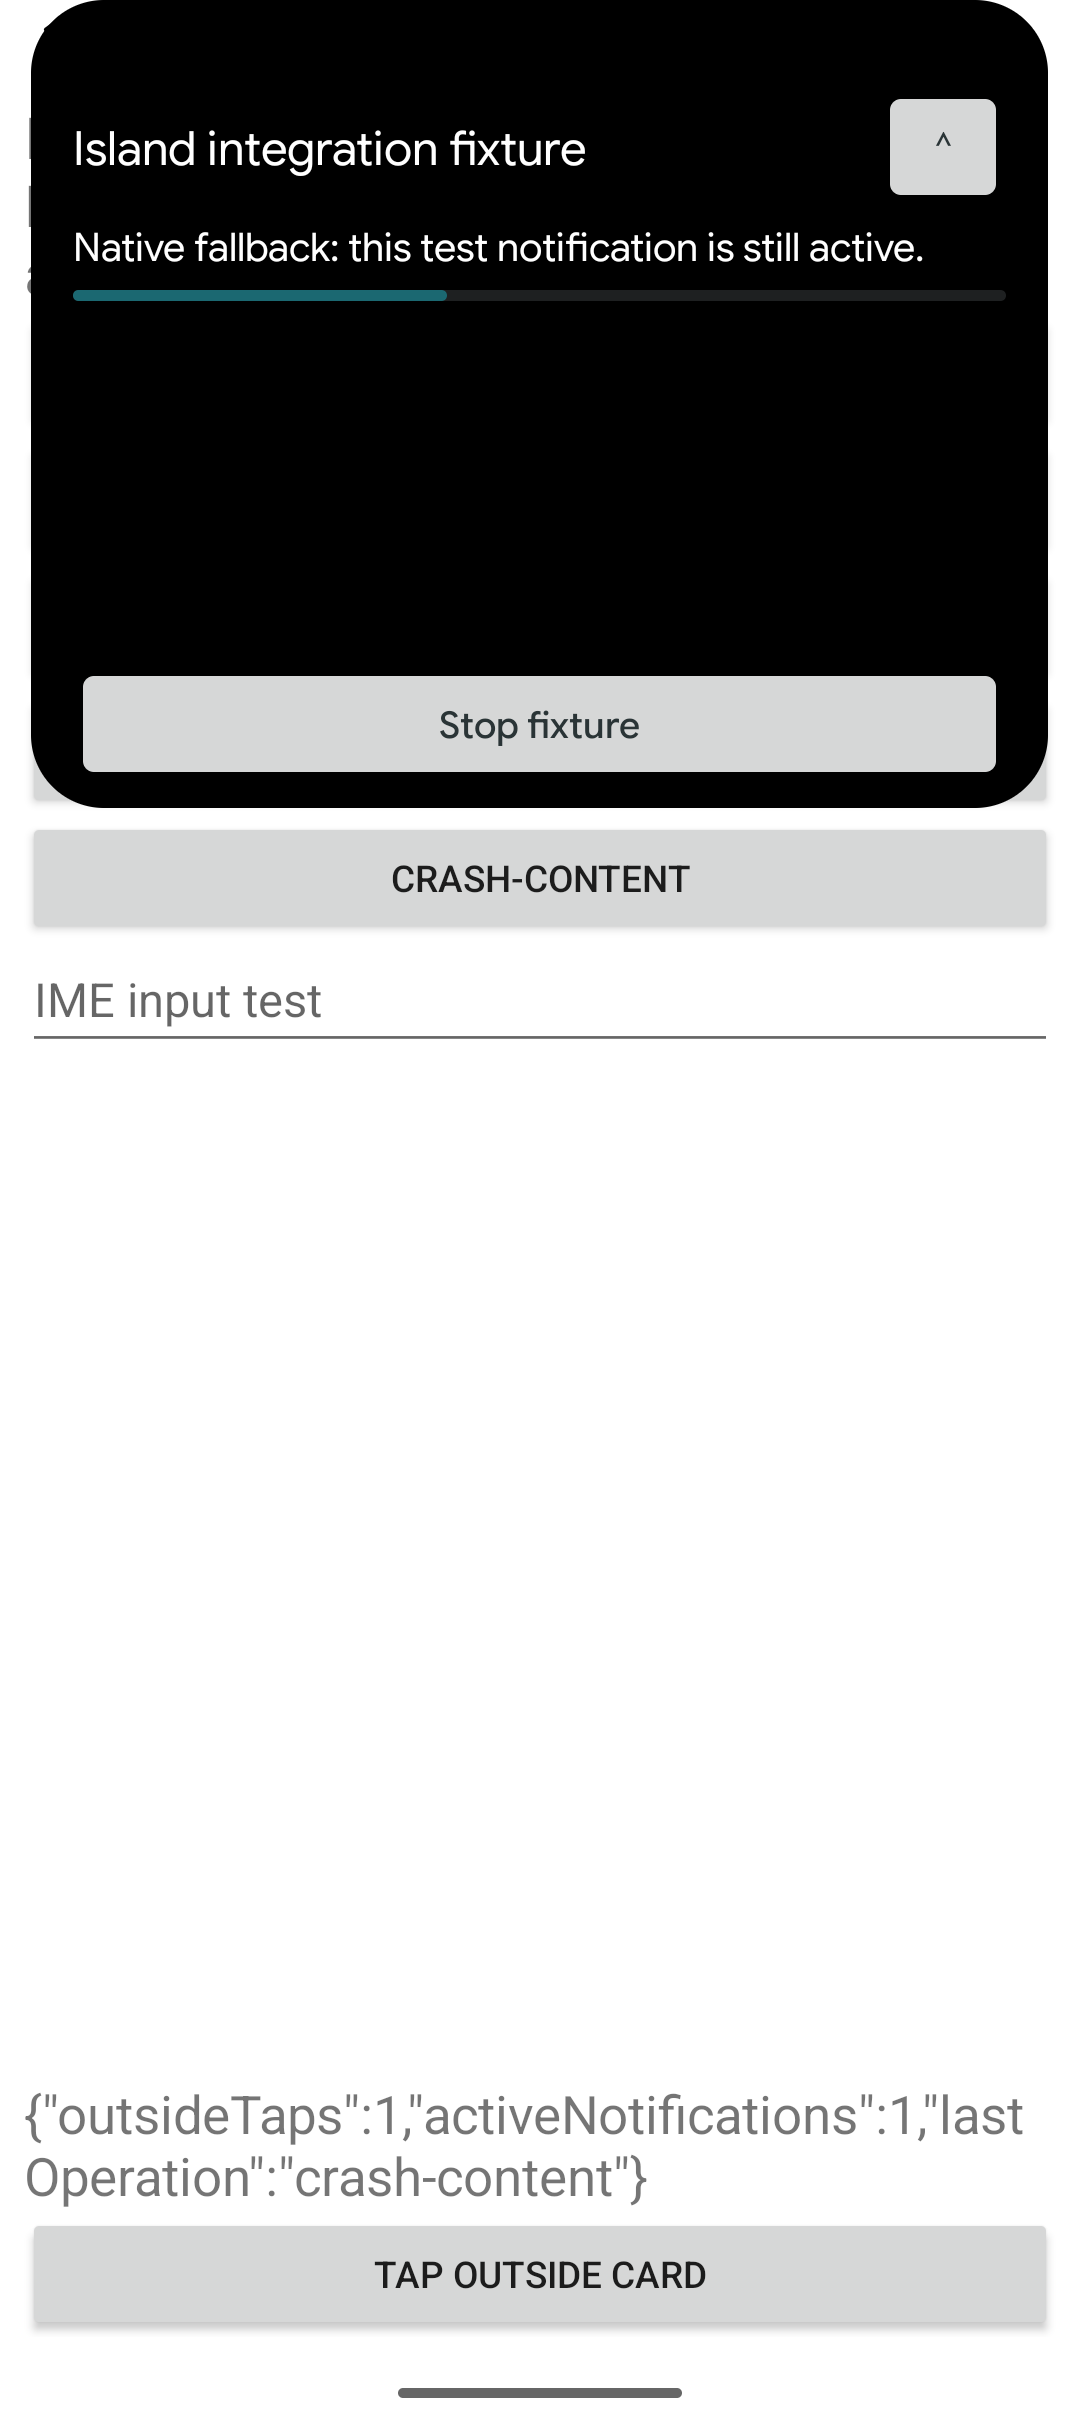 Island integration fixture
^
Native fallback: this test notification is still active.
Stop fixture
CRASH-CONTENT
IME input test
{"outsideTaps":1,"activeNotifications":1,"last
Operation":"crash-content"}
TAP OUTSIDE CARD